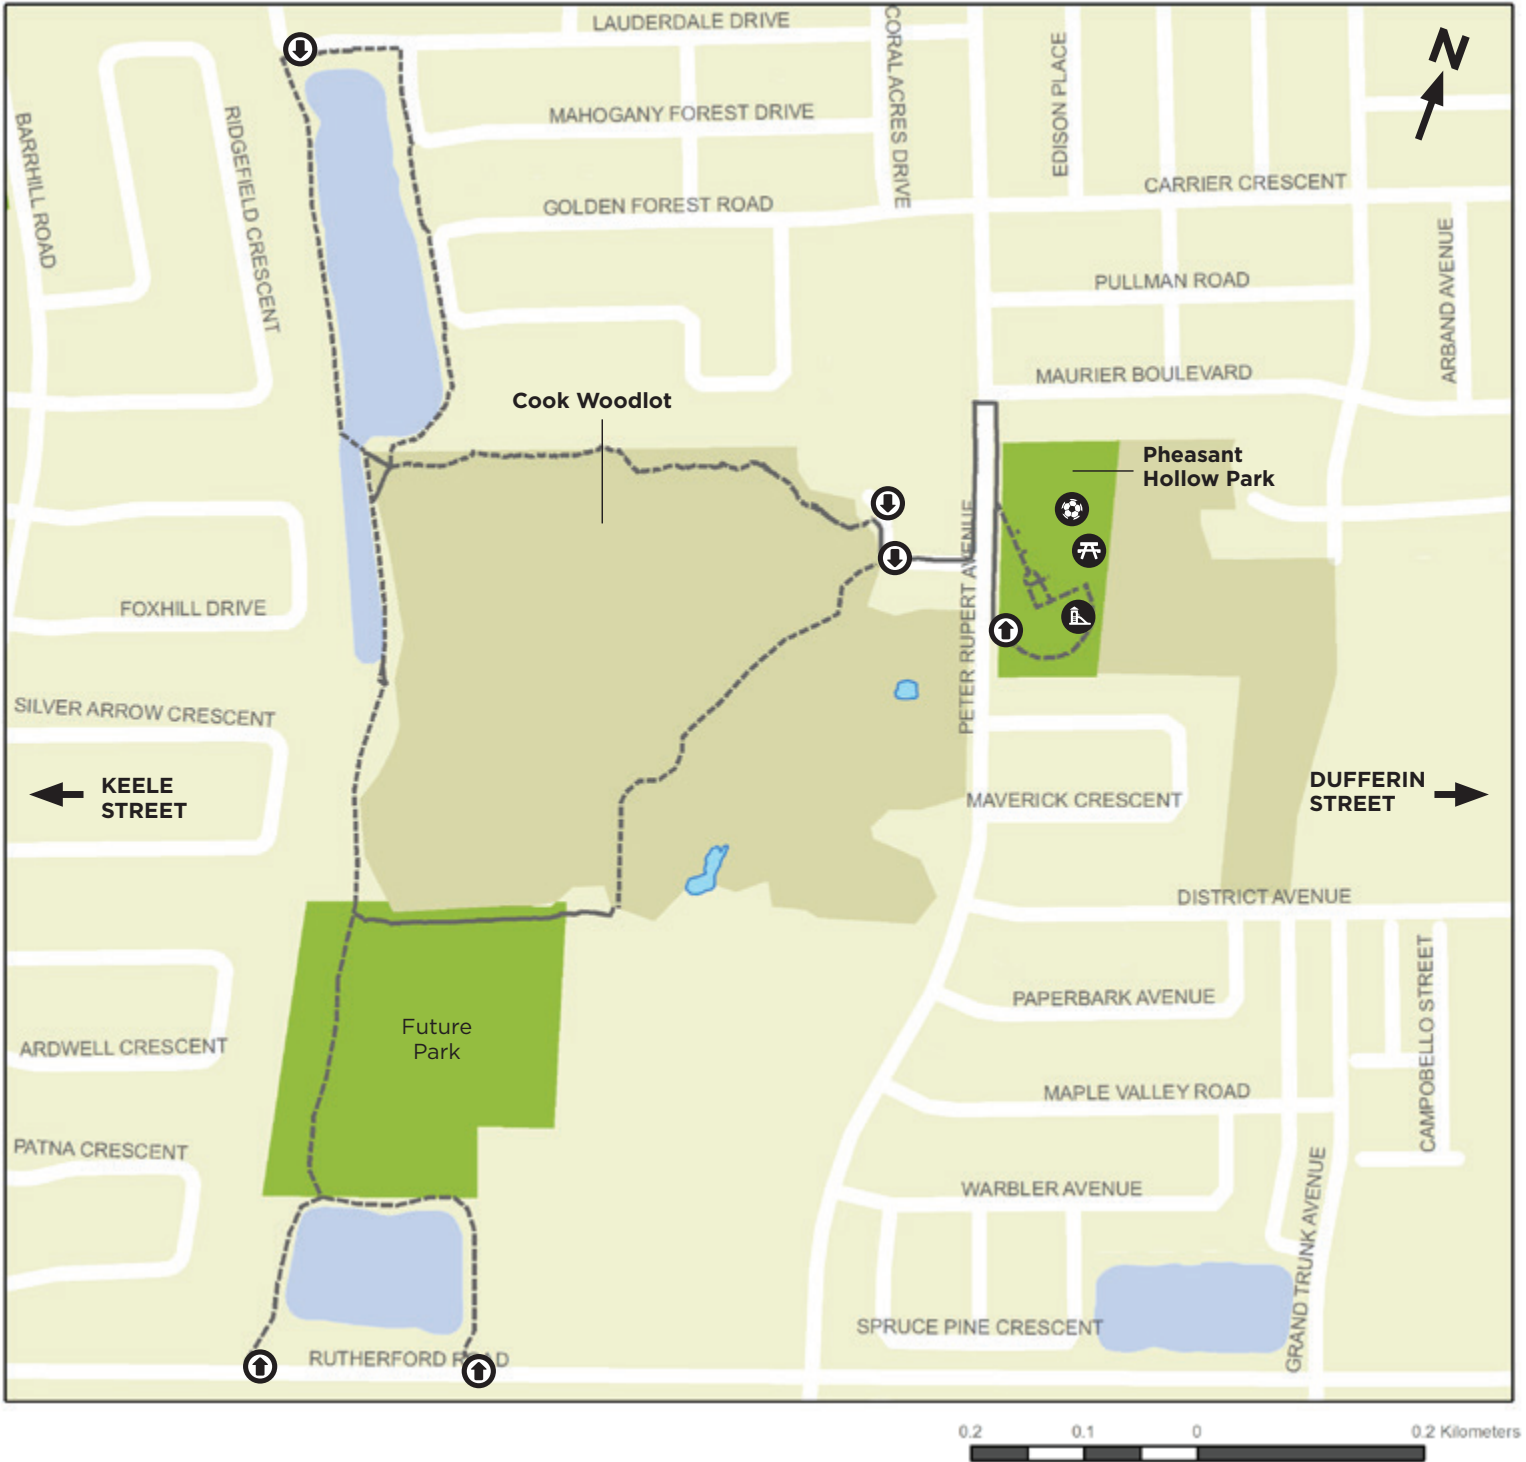 LAUDERDALE DRIVE
CORAL ACRES DRIVE
EDISON PLACE
N
BARRHILL ROAD
RIDGEFIELD CRESCENT
MAHOGANY FOREST DRIVE
CARRIER CRESCENT
GOLDEN FOREST ROAD
ARBAND AVENUE
PULLMAN ROAD
MAURIER BOULEVARD
Cook Woodlot
Pheasant
Hollow Park
PETER RUPERT AVENUE
FOXHILL DRIVE
SILVER ARROW CRESCENT
KEELE
STREET
DUFFERIN
STREET
MAVERICK CRESCENT
DISTRICT AVENUE
CAMPOBELLO STREET
PAPERBARK AVENUE
Future
Park
ARDWELL CRESCENT
MAPLE VALLEY ROAD
PATNA CRESCENT
GRAND TRUNK AVENUE
WARBLER AVENUE
SPRUCE PINE CRESCENT
RUTHERFORD ROAD
0.2 0.1 0 0.2 Kilometers